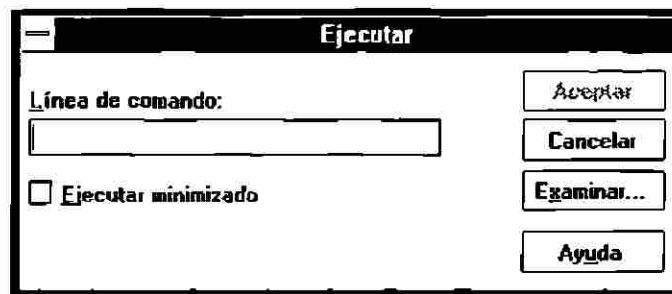 Ejecutar
Línea de comando:
Ejecutar minimizado
Aceptar
Cancelar
Examinar...
Ayuda